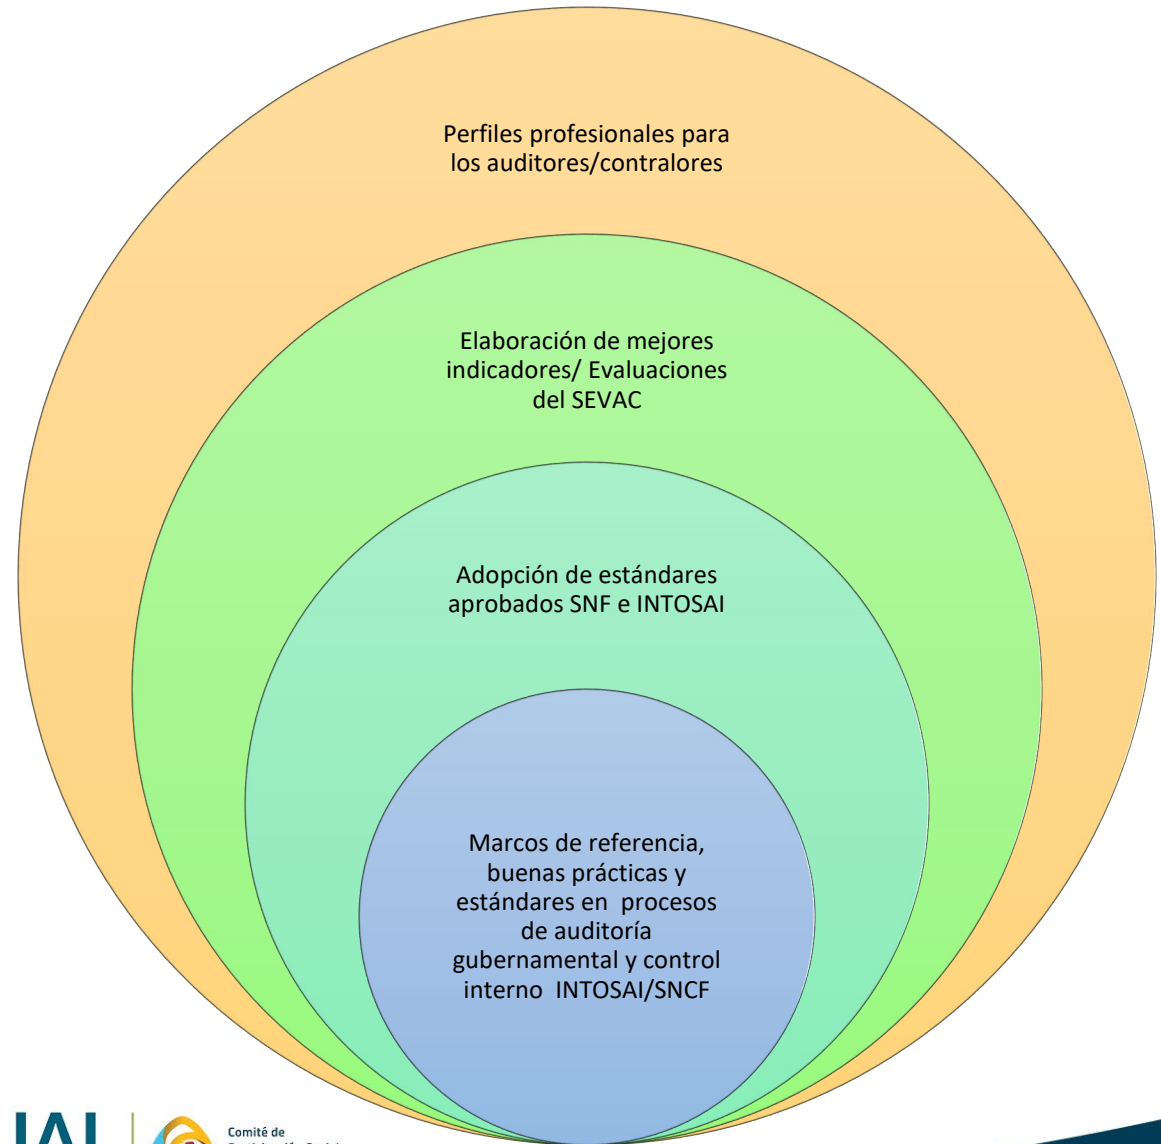 Perfiles profesionales para
los auditores/contralores
Elaboración de mejores
indicadores/ Evaluaciones
del SEVAC
Adopción de estándares
aprobados SNF e INTOSAI
Marcos de referencia,
buenas prácticas y
estándares en  procesos
de auditoría
gubernamental y control
interno  INTOSAI/SNCF
Comité de